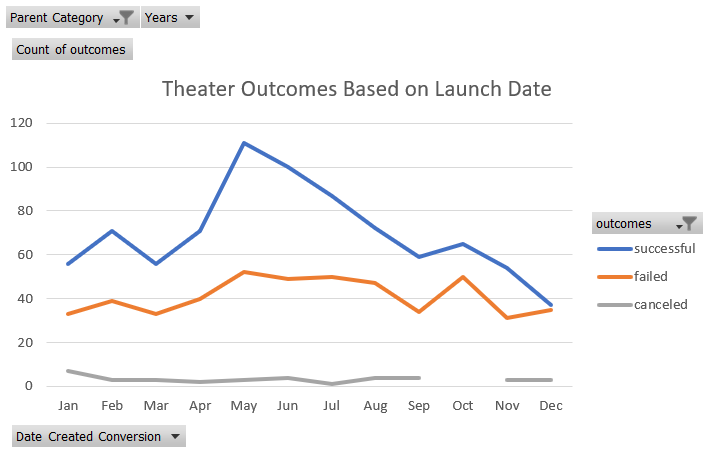 Parent Category Years
Count of outcomes
Theater Outcomes Based on Launch Date
120
100
80
60
40
20
0
Jan Feb Mar Apr May Jun Jul Aug Sep Oct Nov Dec
outcomes
successful
failed
canceled
Date Created Conversion